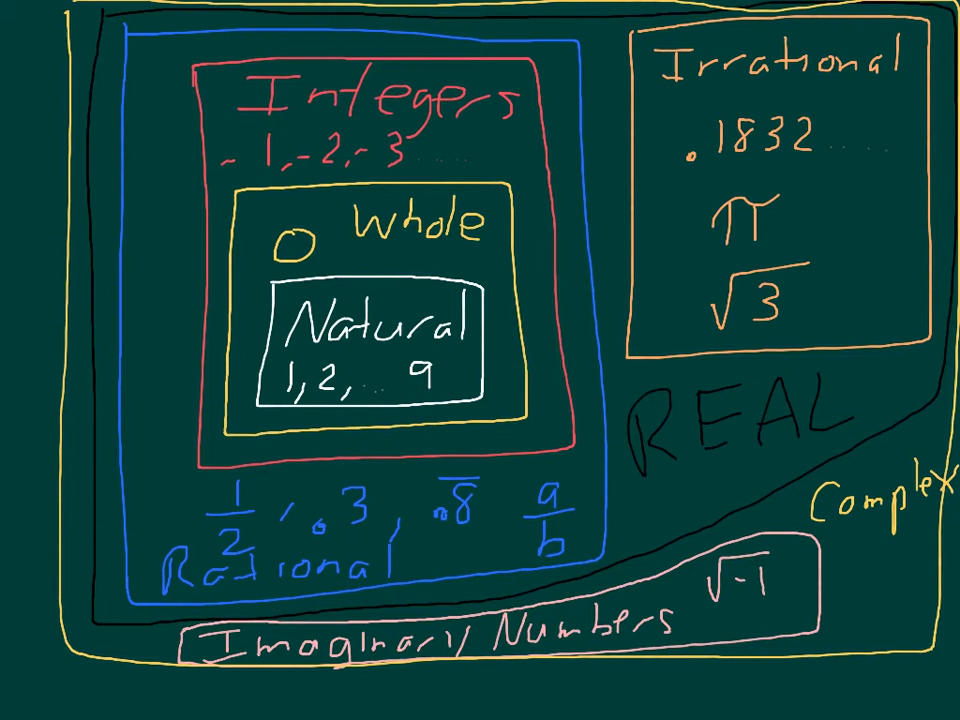 Integers
-1, -2, -3 ......
Whole
0
Natural
1, 2, ... 9
1/2, .3, .8̅ a/b
Rational
Irrational
.1832 .....
π
√3
REAL
Complex
√-1
Imaginary Numbers